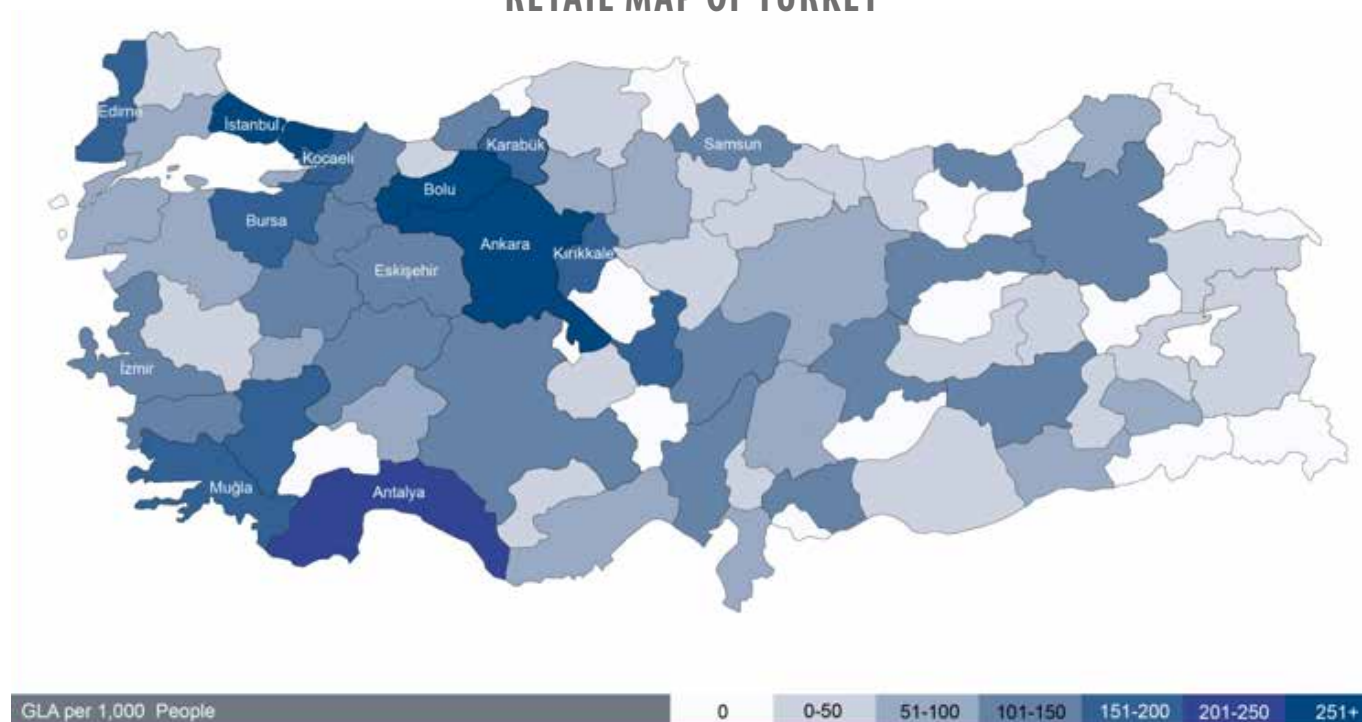 RETAIL MAP OF TURKEY
Edirne
İstanbul
Kocaeli
Karabük
Samsun
Bolu
Bursa
Ankara
Kırıkkale
Eskişehir
İzmir
Muğla
Antalya
GLA per 1,000 People
0 0-50 51-100 101-150 151-200 201-250 251+